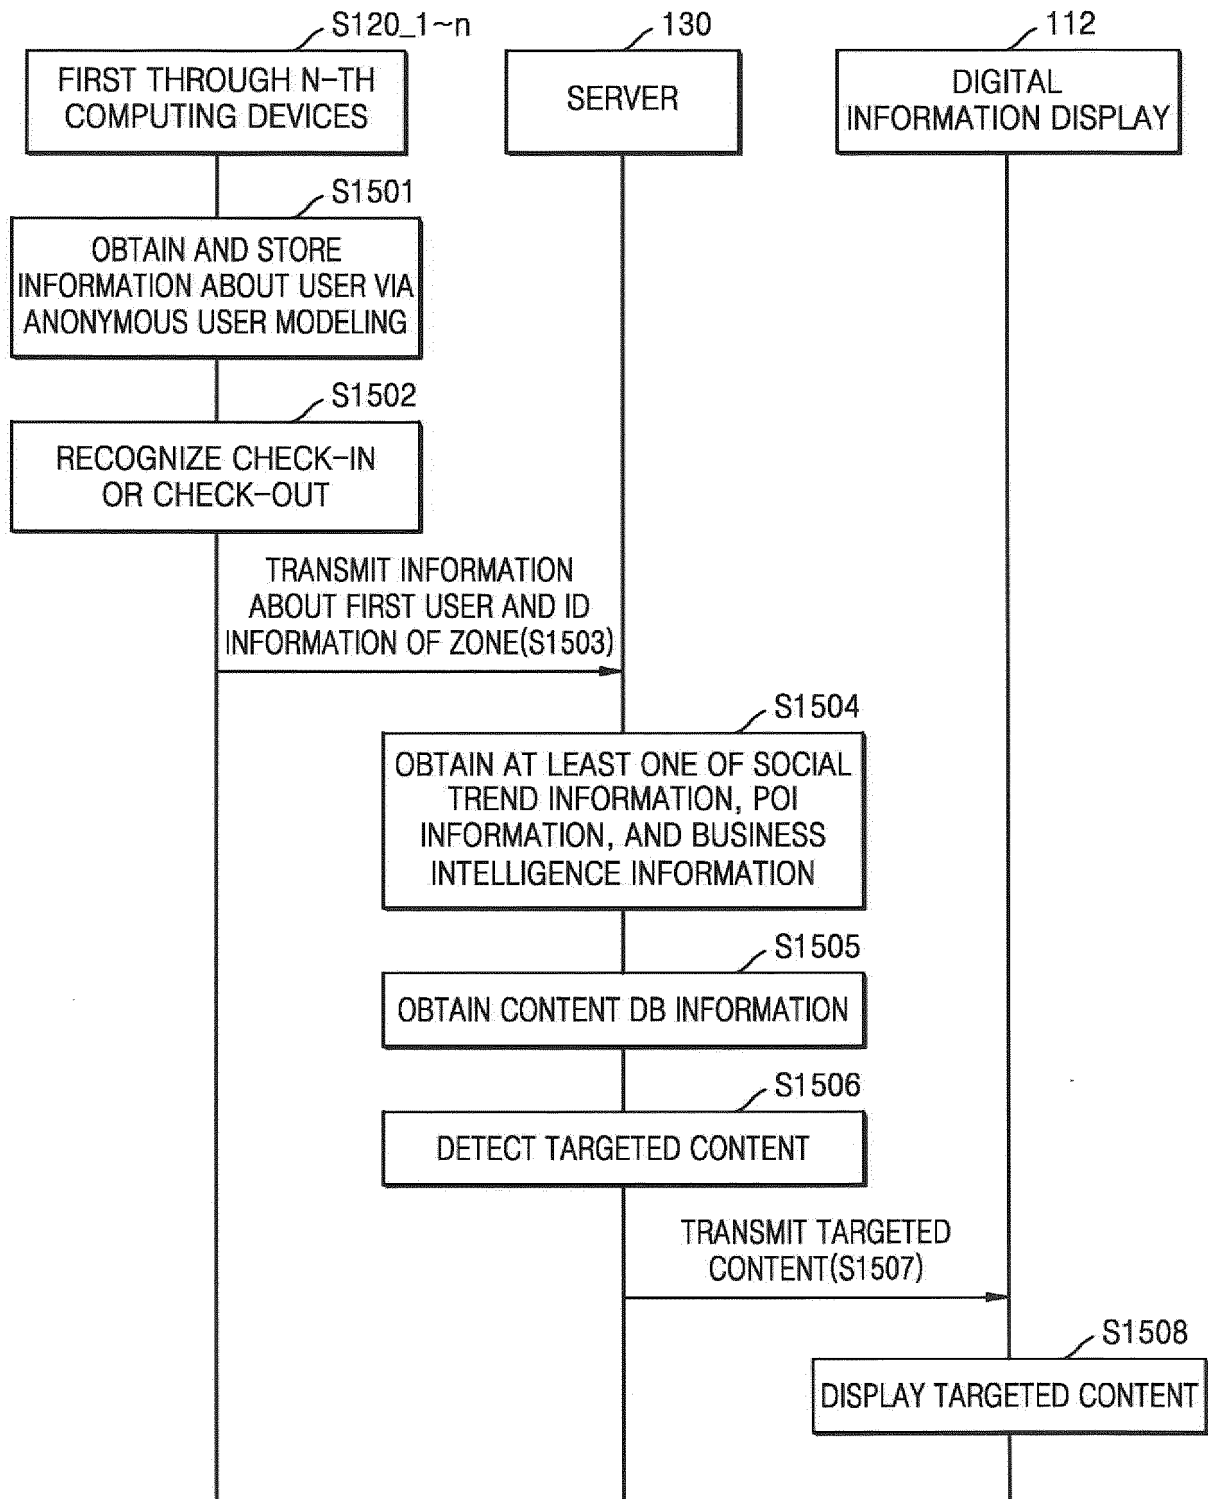 S120_1~n
130
112
FIRST THROUGH N-TH
COMPUTING DEVICES
SERVER
DIGITAL
INFORMATION DISPLAY
S1501
OBTAIN AND STORE
INFORMATION ABOUT USER VIA
ANONYMOUS USER MODELING
S1502
RECOGNIZE CHECK-IN
OR CHECK-OUT
TRANSMIT INFORMATION
ABOUT FIRST USER AND ID
INFORMATION OF ZONE(S1503)
S1504
OBTAIN AT LEAST ONE OF SOCIAL
TREND INFORMATION, POI
INFORMATION, AND BUSINESS
INTELLIGENCE INFORMATION
S1505
OBTAIN CONTENT DB INFORMATION
S1506
DETECT TARGETED CONTENT
TRANSMIT TARGETED
CONTENT(S1507)
S1508
DISPLAY TARGETED CONTENT